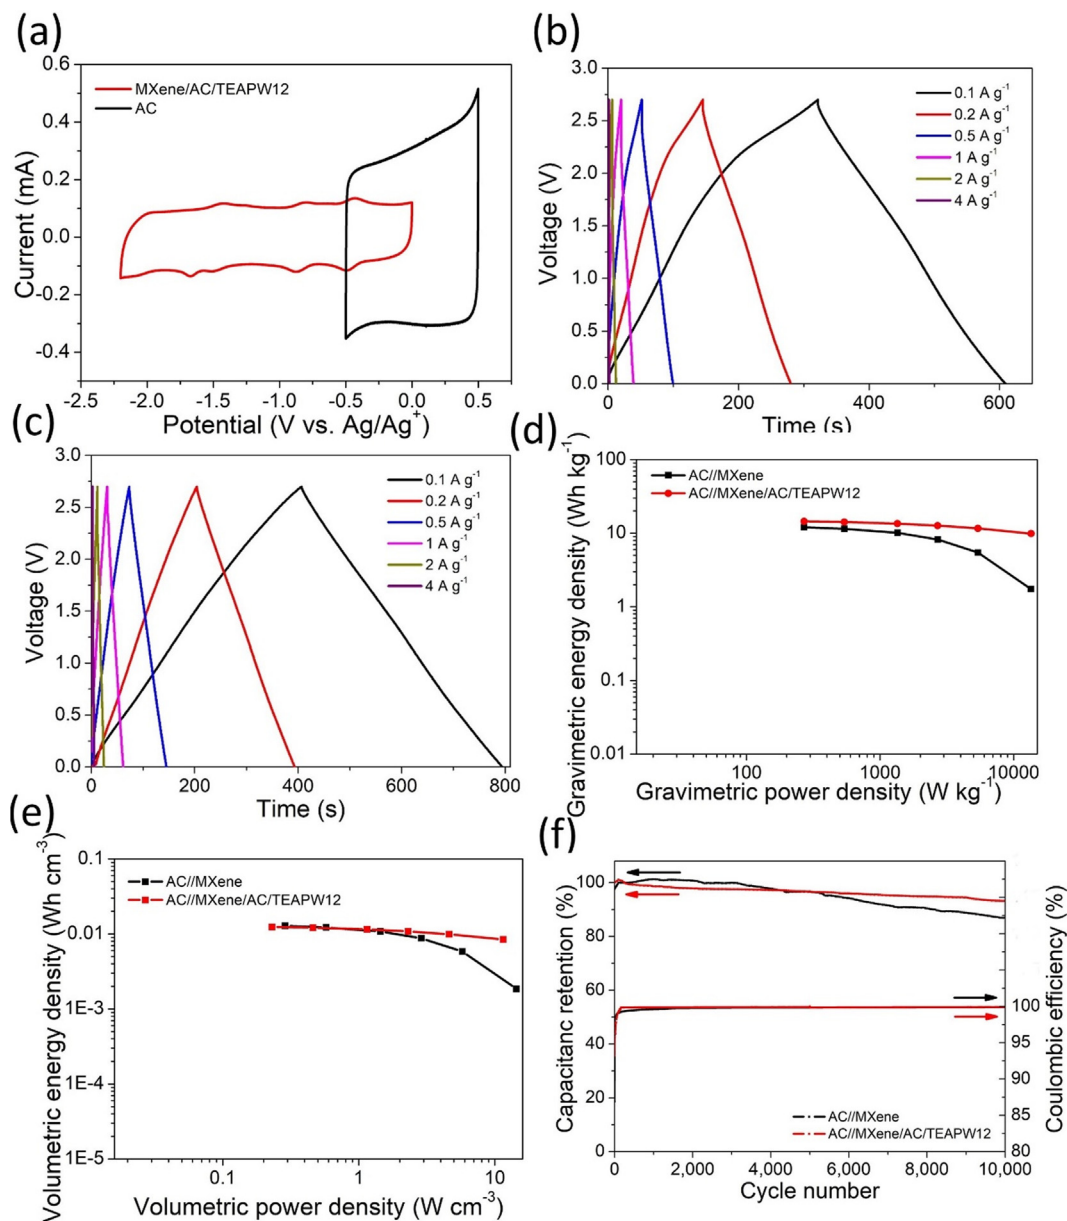 (a)
0.6
0.4
0.2
0.0
-0.2
-0.4
Current (mA)
MXene/AC/TEAPW12
AC
-2.5 -2.0 -1.5 -1.0 -0.5 0.0 0.5
Potential (V vs. Ag/Ag⁺)
(b)
3.0
2.5
2.0
1.5
1.0
0.5
0.0
Voltage (V)
0.1 A g⁻¹
0.2 A g⁻¹
0.5 A g⁻¹
1 A g⁻¹
2 A g⁻¹
4 A g⁻¹
0 200 400 600
Time (s)
(c)
3.0
2.5
2.0
1.5
1.0
0.5
0.0
Voltage (V)
0.1 A g⁻¹
0.2 A g⁻¹
0.5 A g⁻¹
1 A g⁻¹
2 A g⁻¹
4 A g⁻¹
0 200 400 600 800
Time (s)
(d)
100
10
1
0.1
0.01
Gravimetric energy density (Wh kg⁻¹)
AC//MXene
AC//MXene/AC/TEAPW12
100 1000 10000
Gravimetric power density (W kg⁻¹)
(e)
0.1
0.01
1E-3
1E-4
1E-5
Volumetric energy density (Wh cm⁻³)
AC//MXene
AC//MXene/AC/TEAPW12
0.1 1 10
Volumetric power density (W cm⁻³)
(f)
100
80
60
40
20
0
Capacitanc retention (%)
100
95
90
85
80
Coulombic efficiency (%)
AC//MXene
AC//MXene/AC/TEAPW12
0 2,000 4,000 6,000 8,000 10,000
Cycle number